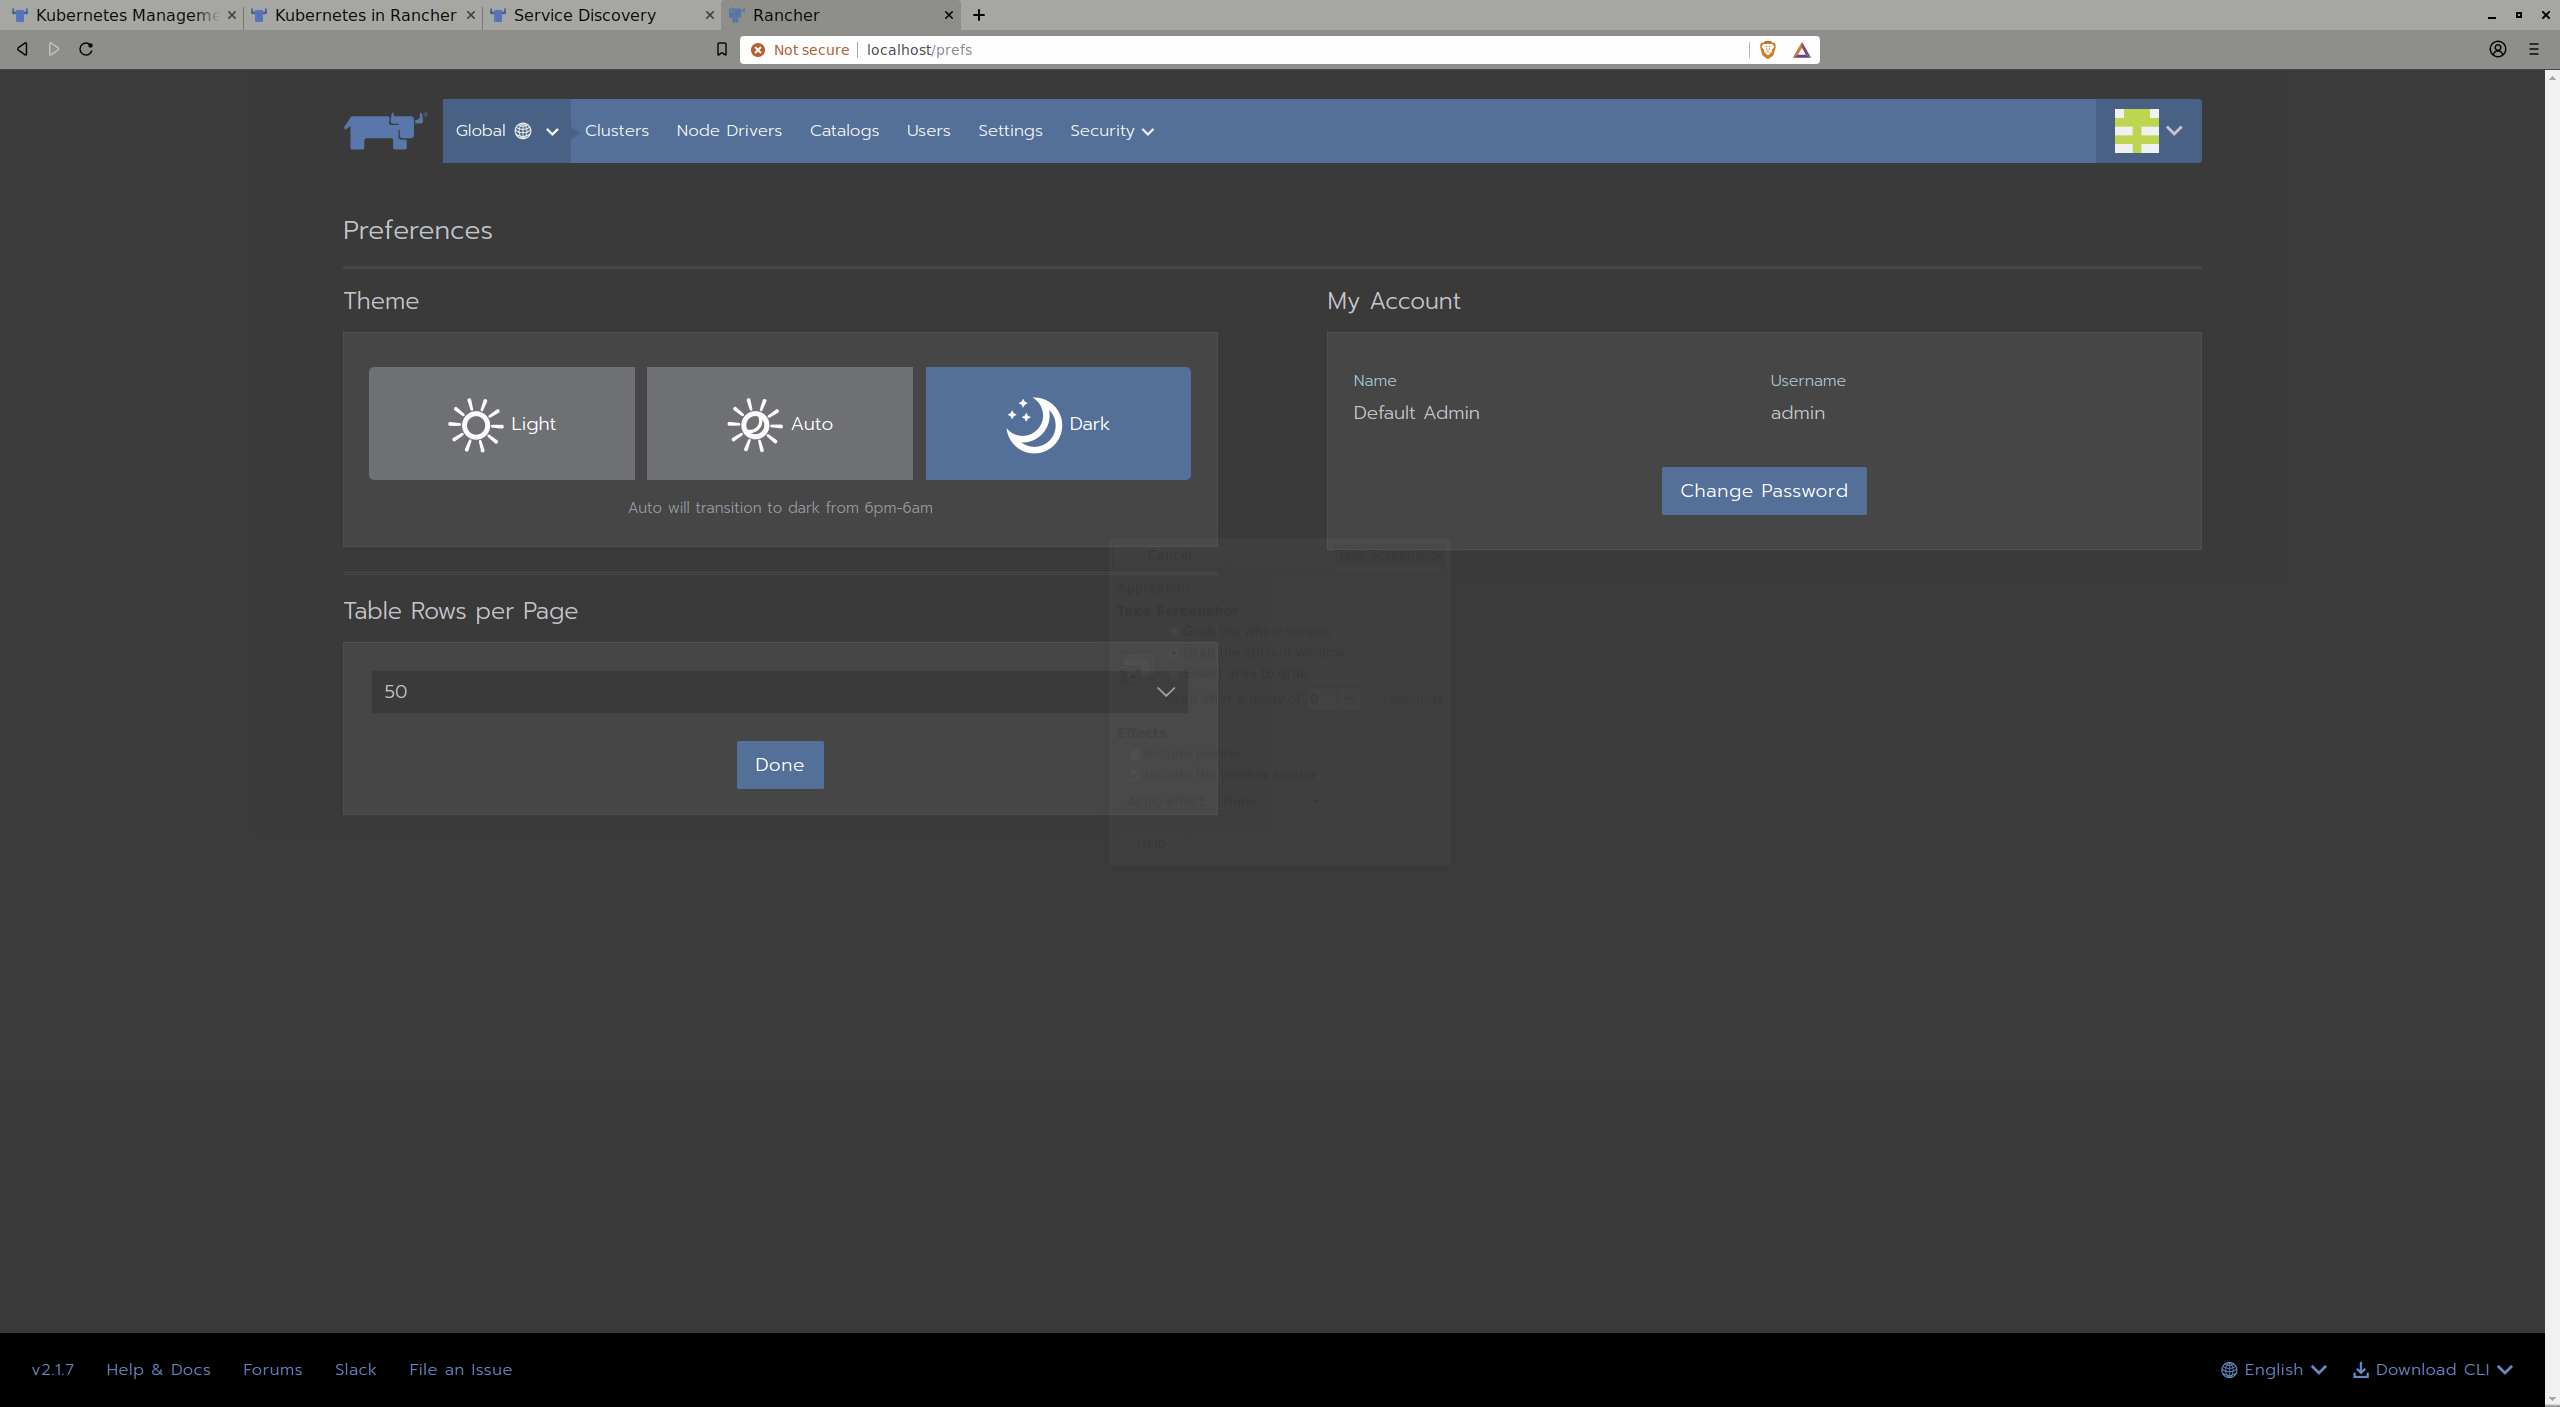 Kubernetes Manageme
Kubernetes in Rancher
Service Discovery
Rancher
Not secure
localhost/prefs
Global
Clusters
Node Drivers
Catalogs
Users
Settings
Security
Preferences
Theme
Light
Auto
Dark
Auto will transition to dark from 6pm-6am
My Account
Name
Username
Default Admin
admin
Change Password
Table Rows per Page
50
Done
Cancel
Take Screenshot
Application
Take Screenshot
Grab the whole screen
Grab the current window
Select area to grab
Grab after a delay of 0 seconds
Effects
Include pointer
Include the window border
Apply effect: None
Help
v2.1.7
Help & Docs
Forums
Slack
File an Issue
English
Download CLI